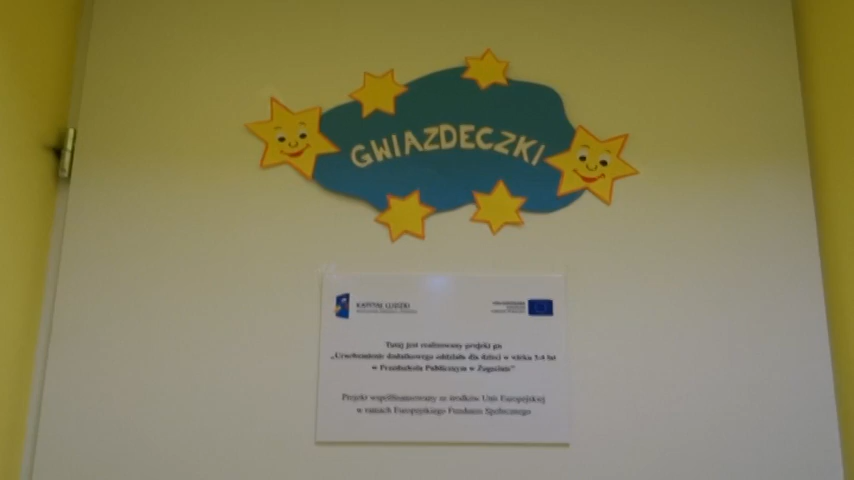 GWIAZDECZKI
KAPITAŁ LUDZKI
Tutaj jest realizowany projekt pn
„Uruchomienie dodatkowego oddziału dla dzieci w wieku 3-4 lat
w Przedszkolu Publicznym w Żegocinie”
Projekt współfinansowany ze środków Unii Europejskiej
w ramach Europejskiego Funduszu Społecznego